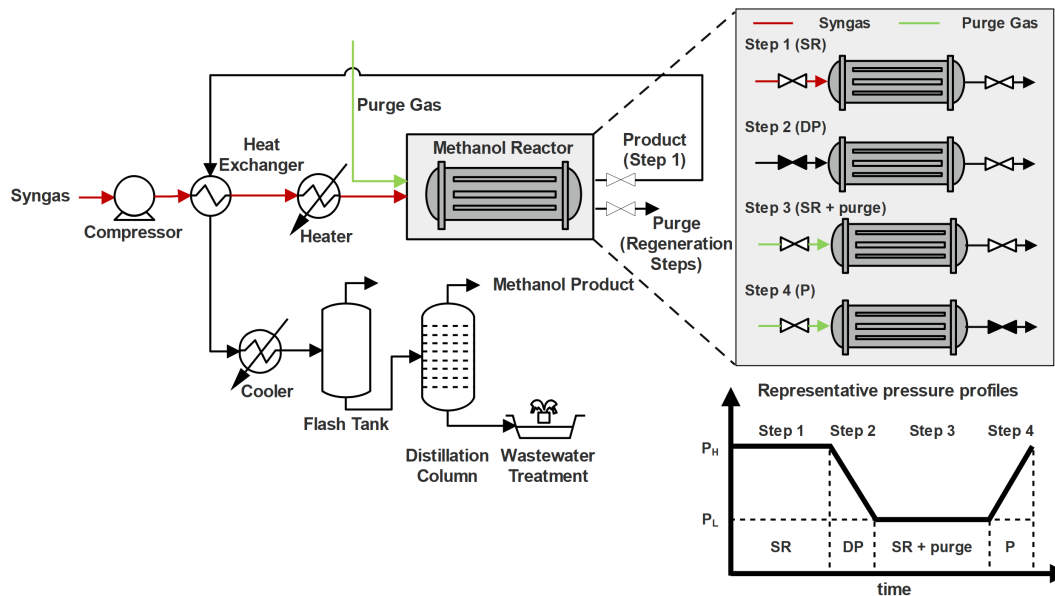 Syngas
Purge Gas
Step 1 (SR)
Step 2 (DP)
Step 3 (SR + purge)
Step 4 (P)
Purge Gas
Heat
Exchanger
Methanol Reactor
Product
(Step 1)
Syngas
Compressor
Heater
Purge
(Regeneration
Steps)
Methanol Product
Cooler
Flash Tank
Distillation
Column
Wastewater
Treatment
Representative pressure profiles
Step 1
Step 2
Step 3
Step 4
PH
PL
SR
DP
SR + purge
P
time